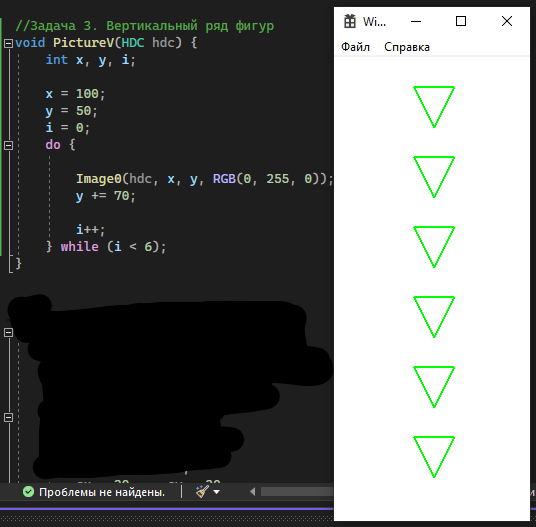 //Задача 3. Вертикальный ряд фигур
void PictureV(HDC hdc) {
int x, y, i;
x = 100;
y = 50;
i = 0;
do {
Image0(hdc, x, y, RGB(0, 255, 0));
y += 70;
i++;
} while (i < 6);
}
Проблемы не найдены.
Wi...
Файл Справка